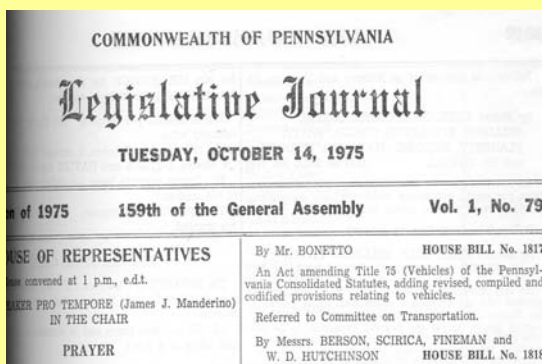 COMMONWEALTH OF PENNSYLVANIA
Legislative Journal
TUESDAY, OCTOBER 14, 1975
of 1975 159th of the General Assembly Vol. 1, No. 79
OF REPRESENTATIVES
convened at 1 p.m., e.d.t.
PRO TEMPORE (James J. Manderino)
IN THE CHAIR
PRAYER
By Mr. BONETTO HOUSE BILL No. 1817
An Act amending Title 75 (Vehicles) of the Pennsyl-
vania Consolidated Statutes, adding revised, compiled and
codified provisions relating to vehicles.
Referred to Committee on Transportation.
By Messrs. BERSON, SCIRICA, FINEMAN and
W. D. HUTCHINSON HOUSE BILL No. 1818